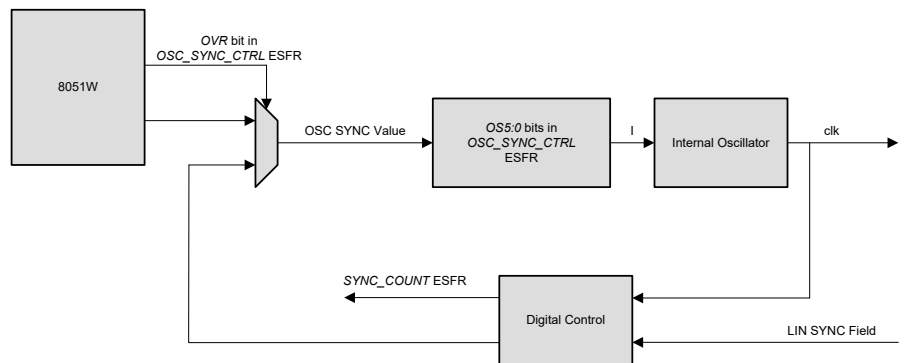 OVR bit in
OSC_SYNC_CTRL ESFR
8051W
OSC SYNC Value
OS5:0 bits in
OSC_SYNC_CTRL
ESFR
I
Internal Oscillator
clk
SYNC_COUNT ESFR
Digital Control
LIN SYNC Field